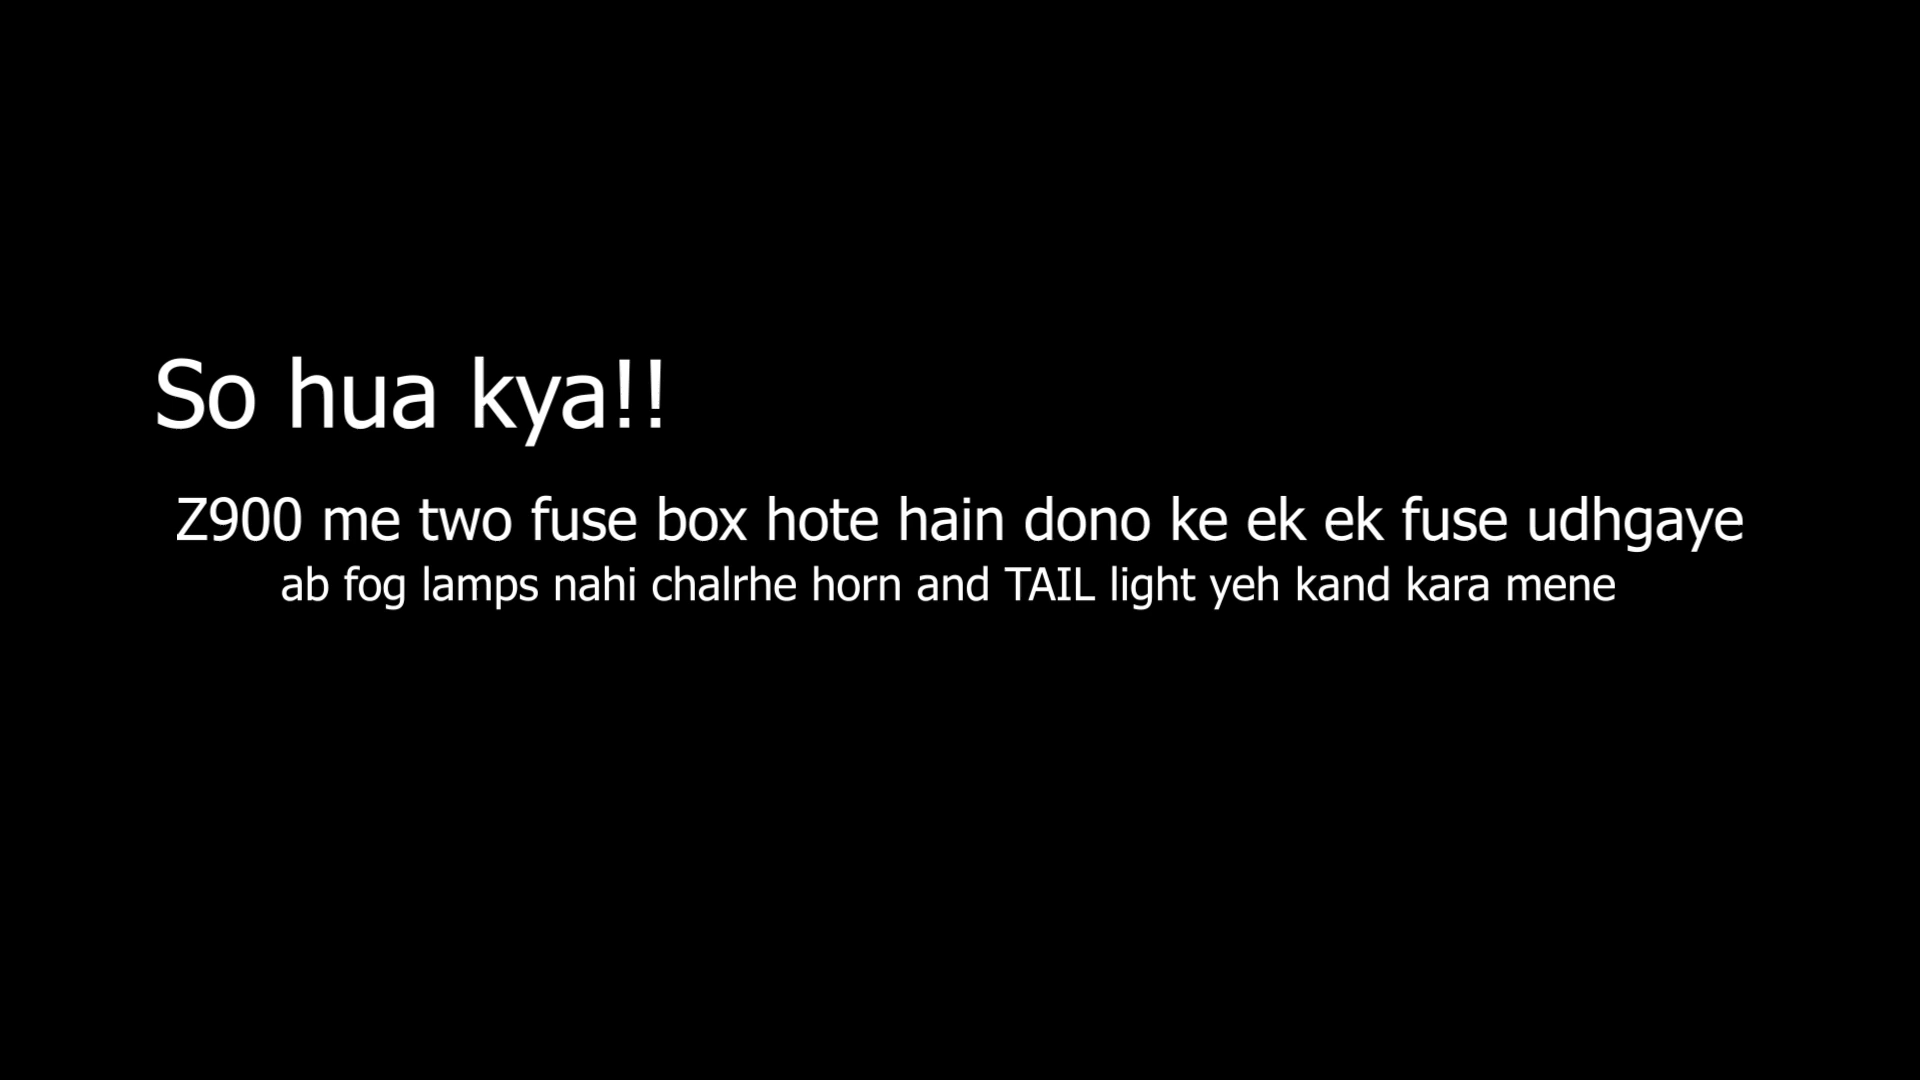 So hua kya!!
Z900 me two fuse box hote hain dono ke ek ek fuse udhgaye
ab fog lamps nahi chalrhe horn and TAIL light yeh kand kara mene